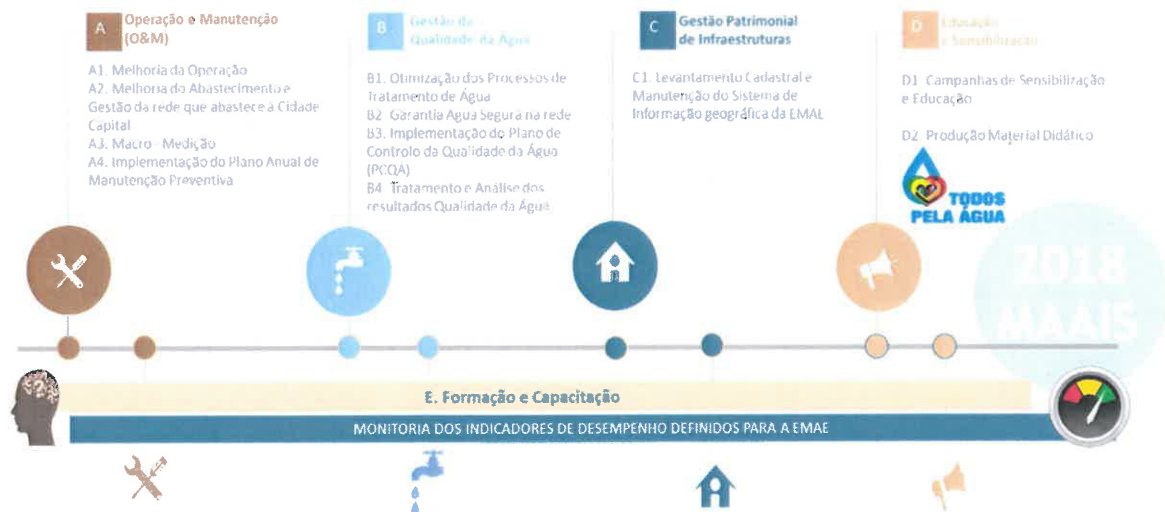 A
Operação e Manutenção
(O&M)
A1. Melhoria da Operação
A2. Melhoria do Abastecimento e
Gestão da rede que abastece a Cidade
Capital
A3. Macro - Medição
A4. Implementação do Plano Anual de
Manutenção Preventiva
B
Gestão da
Qualidade da Água
B1. Otimização dos Processos de
Tratamento de Água
B2 Garantia Agua Segura na rede
B3. Implementação do Plano de
Controlo da Qualidade da Água
(PCQA)
B4 Tratamento e Análise dos
resultados Qualidade da Água.
C
Gestão Patrimonial
de Infraestruturas
C1. Levantamento Cadastral e
Manutenção do Sistema de
Informação geográfica da EMAE
D
Educação
e Sensibilização
D1 Campanhas de Sensibilização
e Educação
D2 Produção Material Didático
TODOS
PELA ÁGUA
2018
MAAIS
E. Formação e Capacitação
MONITORIA DOS INDICADORES DE DESEMPENHO DEFINIDOS PARA A EMAE